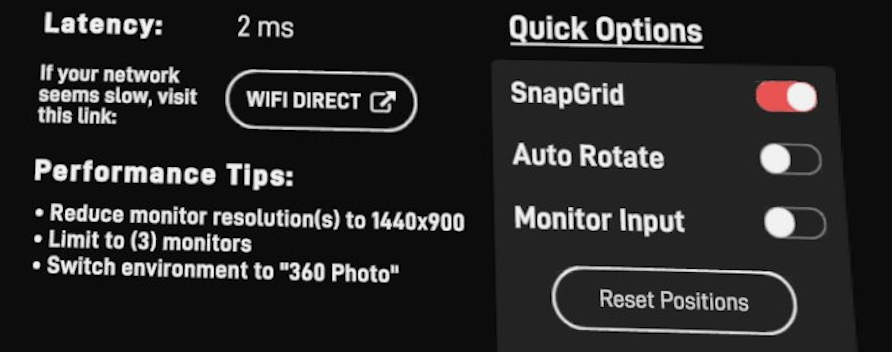 Latency: 2 ms
If your network
seems slow, visit
this link:
WIFI DIRECT
Performance Tips:
• Reduce monitor resolution(s) to 1440x900
• Limit to (3) monitors
• Switch environment to "360 Photo"
Quick Options
SnapGrid
Auto Rotate
Monitor Input
Reset Positions